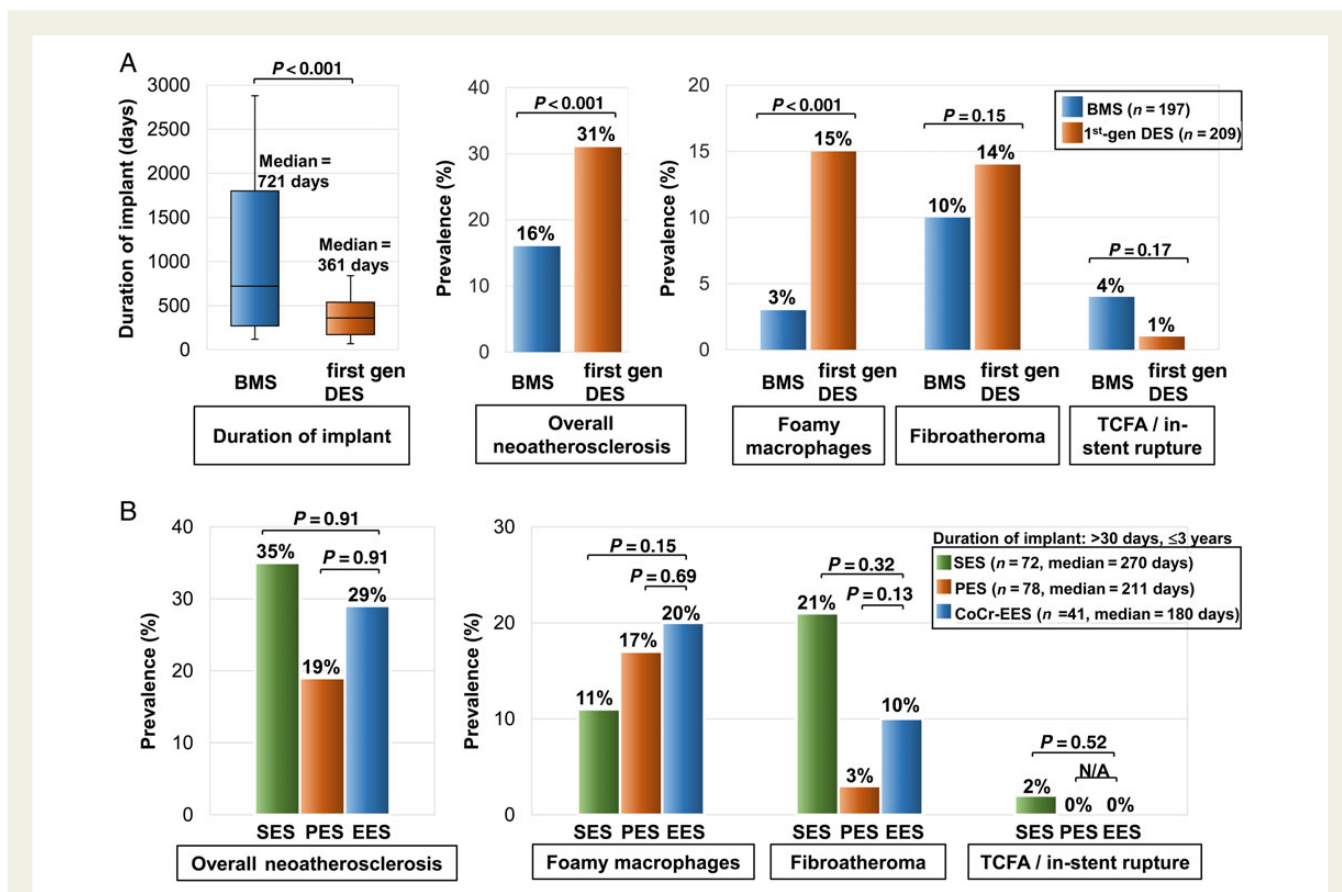 A
P < 0.001
Duration of implant (days)
3000
2500
2000
1500
1000
500
0
Median =
721 days
Median =
361 days
BMS
first gen
DES
Duration of implant
Prevalence (%)
40
30
20
10
0
P < 0.001
16%
31%
BMS
first gen
DES
Overall
neoatherosclerosis
Prevalence (%)
20
15
10
5
0
BMS (n = 197)
1st-gen DES (n = 209)
P < 0.001
3%
15%
P = 0.15
10%
14%
P = 0.17
4%
1%
BMS
first gen
DES
BMS
first gen
DES
BMS
first gen
DES
Foamy
macrophages
Fibroatheroma
TCFA / in-
stent rupture
B
Prevalence (%)
40
30
20
10
0
P = 0.91
P = 0.91
35%
19%
29%
SES PES EES
Overall neoatherosclerosis
Prevalence (%)
30
20
10
0
Duration of implant: >30 days, ≤3 years
SES (n = 72, median = 270 days)
PES (n = 78, median = 211 days)
CoCr-EES (n =41, median = 180 days)
P = 0.15
P = 0.69
11%
17%
20%
P = 0.32
P = 0.13
21%
3%
10%
P = 0.52
N/A
2%
0%
0%
SES PES EES
SES PES EES
SES PES EES
Foamy macrophages
Fibroatheroma
TCFA / in-stent rupture